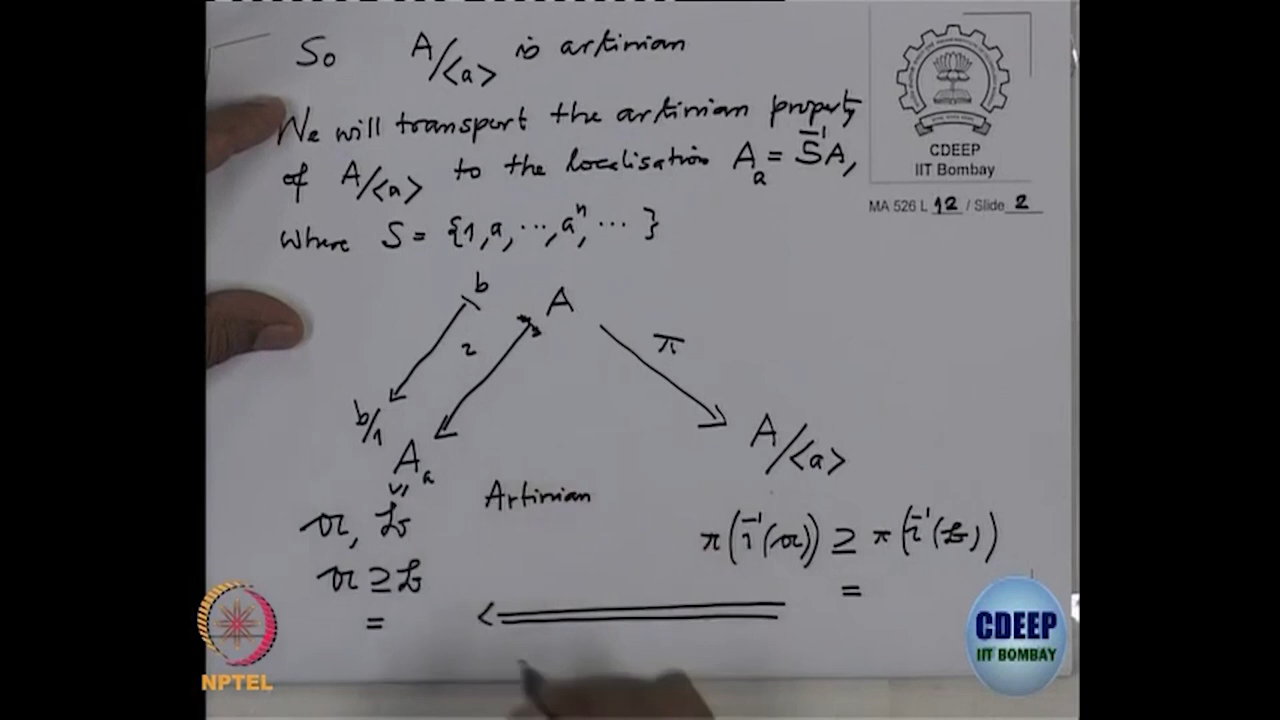 So A/<a> is artinian
We will transport the artinian property
of A/<a> to the localisation A_a = S⁻¹A,
where S = {1, a, ⋯, aⁿ, ⋯ }
CDEEP
IIT Bombay
MA 526 L 12 / Slide 2
b A
ι π
b/1
A_a A/<a>
Artinian
𝔞, 𝔟 π(ι⁻¹(𝔞)) ⊇ π(ι⁻¹(𝔟))
𝔞 ⊇ 𝔟 =
=
NPTEL
CDEEP
IIT BOMBAY